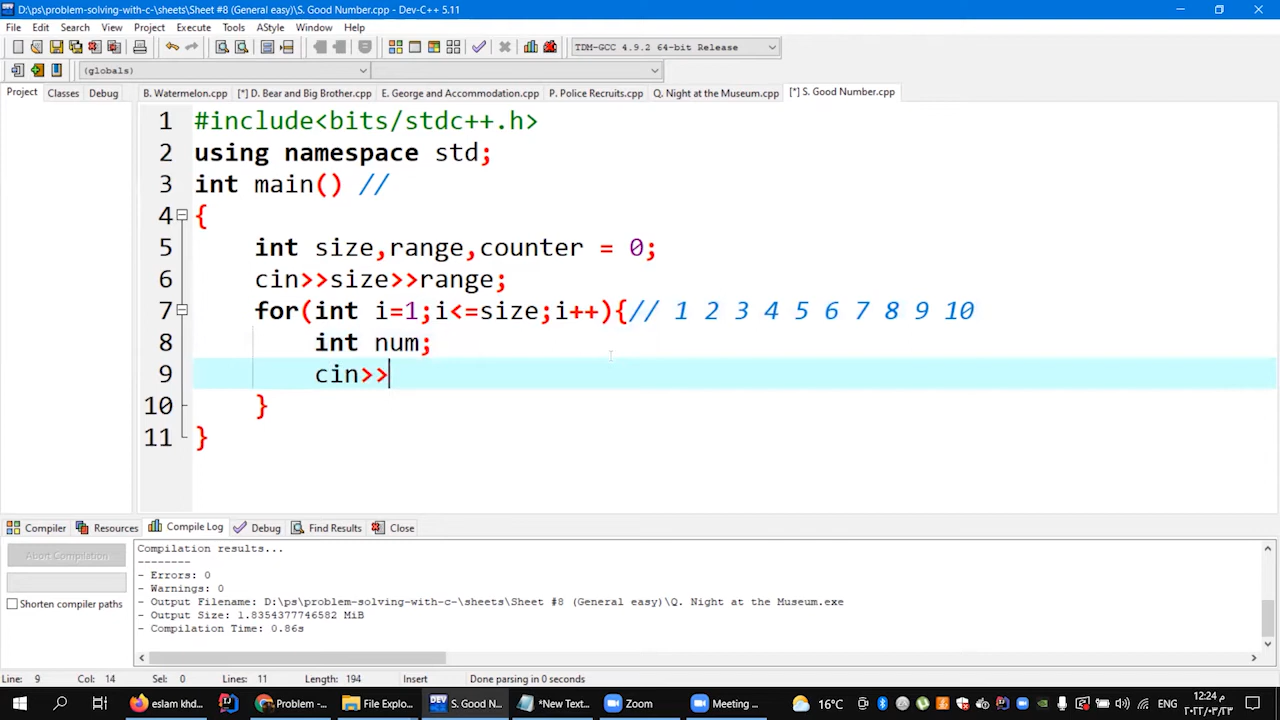 D:\ps\problem-solving-with-c-\sheets\Sheet #8 (General easy)\S. Good Number.cpp - Dev-C++ 5.11
File Edit Search View Project Execute Tools AStyle Window Help
TDM-GCC 4.9.2 64-bit Release
(globals)
Project Classes Debug
B. Watermelon.cpp [*] D. Bear and Big Brother.cpp E. George and Accommodation.cpp P. Police Recruits.cpp Q. Night at the Museum.cpp [*] S. Good Number.cpp
1 #include<bits/stdc++.h>
2 using namespace std;
3 int main() //
4 {
5 int size,range,counter = 0;
6 cin>>size>>range;
7 for(int i=1;i<=size;i++){// 1 2 3 4 5 6 7 8 9 10
8 int num;
9 cin>>
10 }
11 }
Compiler Resources Compile Log Debug Find Results Close
Abort Compilation
Shorten compiler paths
Compilation results...
--------
- Errors: 0
- Warnings: 0
- Output Filename: D:\ps\problem-solving-with-c-\sheets\Sheet #8 (General easy)\Q. Night at the Museum.exe
- Output Size: 1.8354377746582 MiB
- Compilation Time: 0.86s
Line: 9 Col: 14 Sel: 0 Lines: 11 Length: 194 Insert Done parsing in 0 seconds
eslam khd... Problem -... File Explo... S. Good N... *New Text... Zoom Meeting ... 16°C